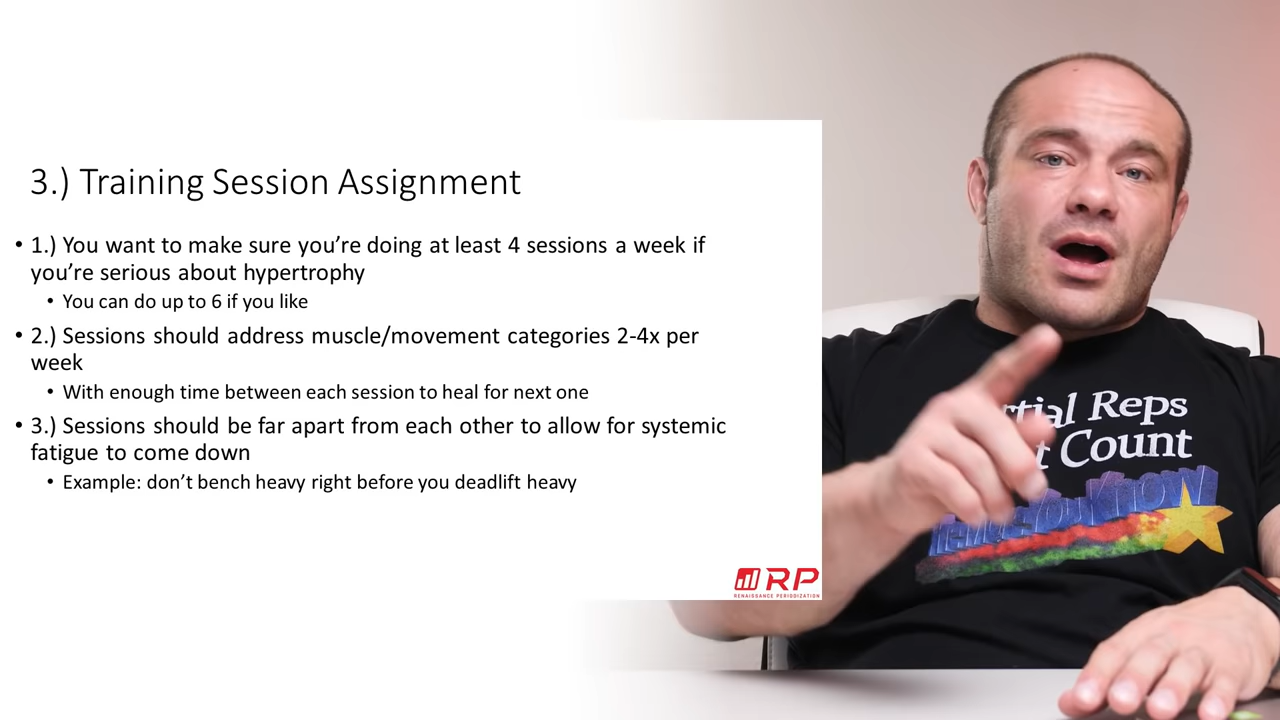 3.) Training Session Assignment
• 1.) You want to make sure you’re doing at least 4 sessions a week if
you’re serious about hypertrophy
• You can do up to 6 if you like
• 2.) Sessions should address muscle/movement categories 2-4x per
week
• With enough time between each session to heal for next one
• 3.) Sessions should be far apart from each other to allow for systemic
fatigue to come down
• Example: don’t bench heavy right before you deadlift heavy
RP
RENAISSANCE PERIODIZATION
Reps
Count